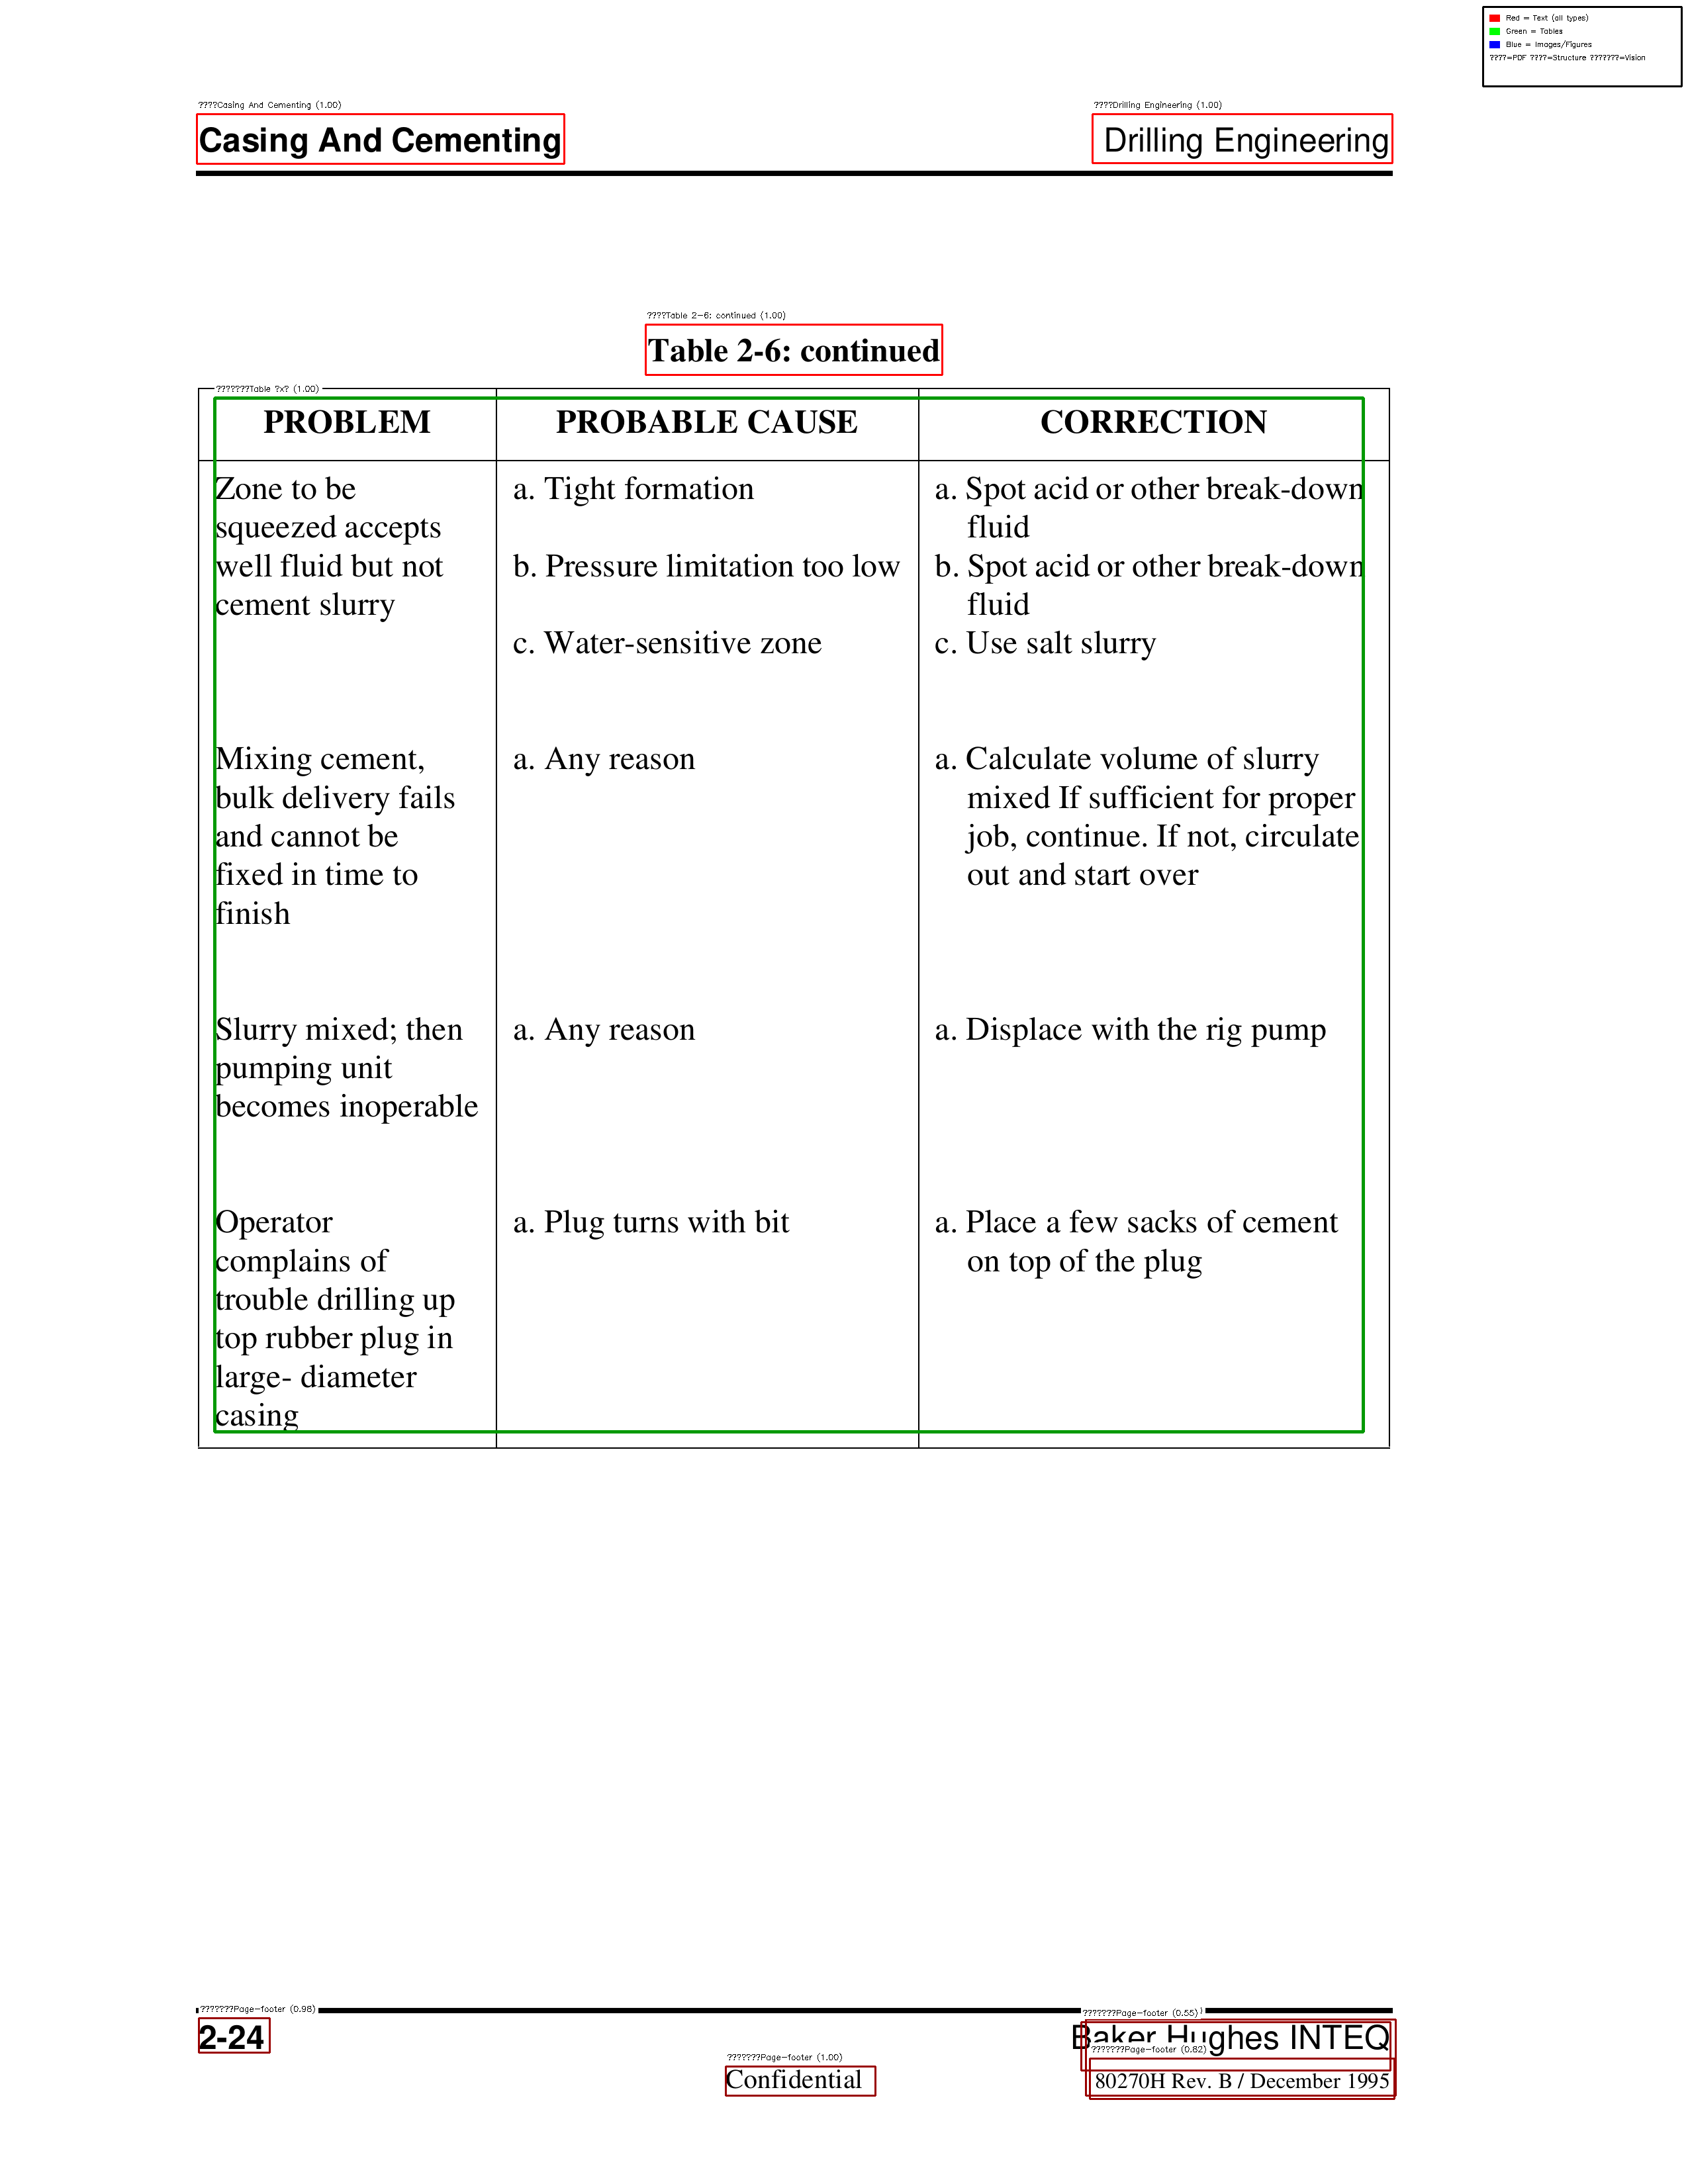 Red = Text (all types)
Green = Tables
Blue = Images/Figures
????=PDF ????=Structure ???????=Vision
????Casing And Cementing (1.00)
????Drilling Engineering (1.00)
Casing And Cementing
Drilling Engineering
????Table 2-6: continued (1.00)
Table 2-6: continued
???????Table ?x? (1.00)
PROBLEM
PROBABLE CAUSE
CORRECTION
Zone to be
squeezed accepts
well fluid but not
cement slurry
a. Tight formation
b. Pressure limitation too low
c. Water-sensitive zone
a. Spot acid or other break-down
fluid
b. Spot acid or other break-down
fluid
c. Use salt slurry
Mixing cement,
bulk delivery fails
and cannot be
fixed in time to
finish
a. Any reason
a. Calculate volume of slurry
mixed If sufficient for proper
job, continue. If not, circulate
out and start over
Slurry mixed; then
pumping unit
becomes inoperable
a. Any reason
a. Displace with the rig pump
Operator
complains of
trouble drilling up
top rubber plug in
large- diameter
casing
a. Plug turns with bit
a. Place a few sacks of cement
on top of the plug
???????Page-footer (0.98)
???????Page-footer (0.55)
2-24
Baker Hughes INTEQ
???????Page-footer (0.82)
???????Page-footer (1.00)
Confidential
80270H Rev. B / December 1995